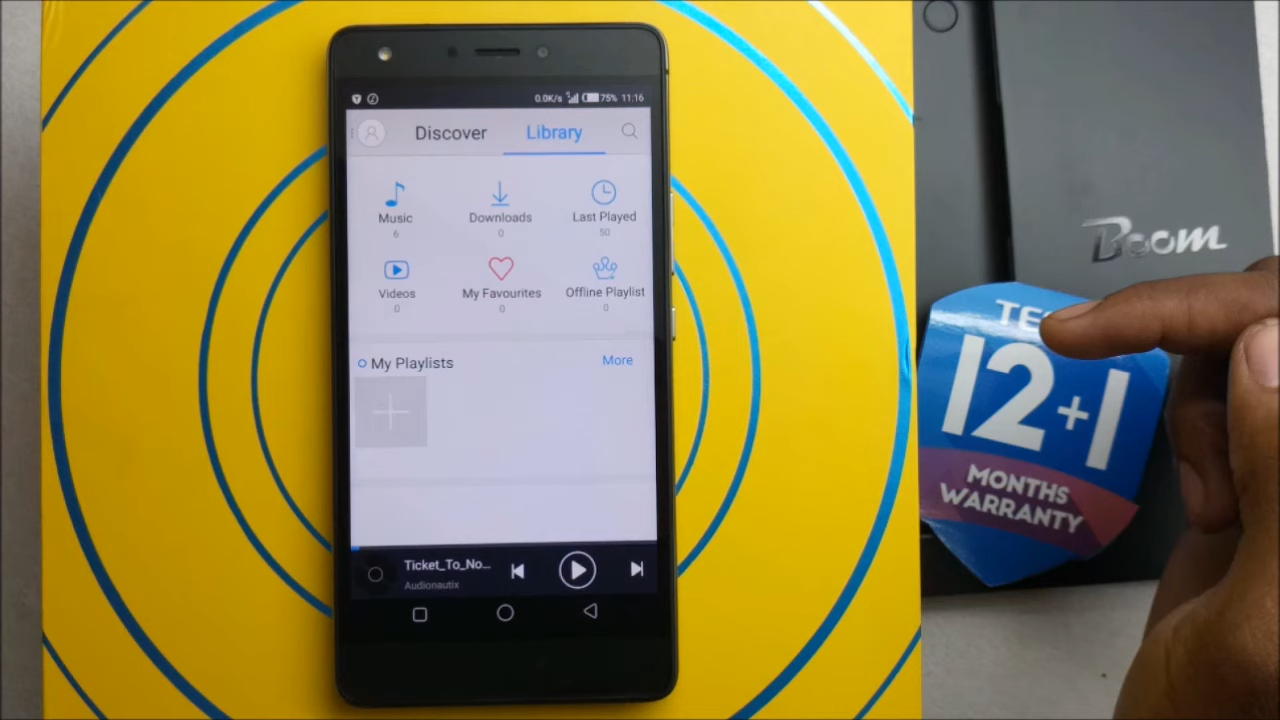 0.0K/s 75% 11:16
Discover Library
Music Downloads Last Played
6 0 50
Videos My Favourites Offline Playlist
0 0 0
My Playlists More
Ticket_To_No...
Audionautix
Boom
12+1
MONTHS
WARRANTY